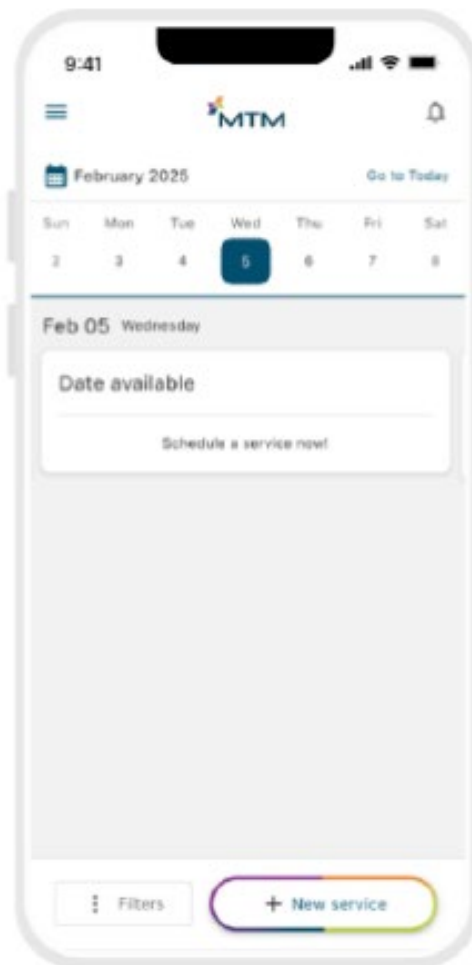 9:41
MTM
February 2025 Go to Today
Sun Mon Tue Wed Thu Fri Sat
2 3 4 5 6 7 8
Feb 05 Wednesday
Date available
Schedule a service now!
Filters + New service